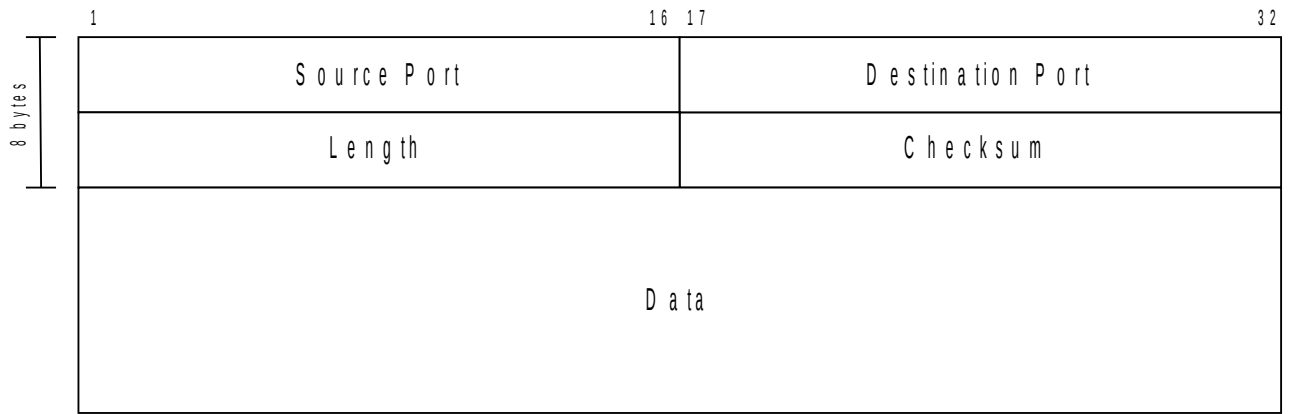 1 16 17 32
Source Port Destination Port
8 bytes
Length Checksum
Data